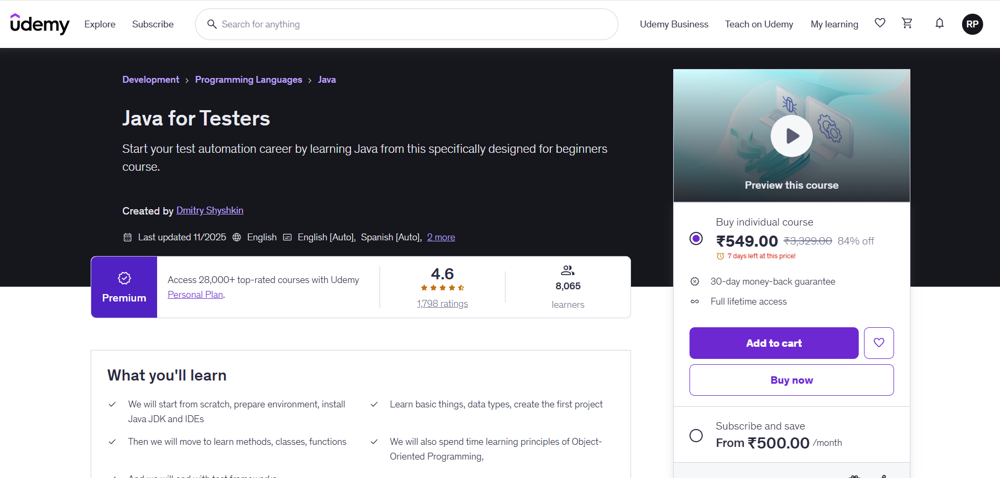 udemy
Explore
Subscribe
Search for anything
Udemy Business
Teach on Udemy
My learning
RP
Development > Programming Languages > Java
Java for Testers
Start your test automation career by learning Java from this specifically designed for beginners
course.
Created by Dmitry Shyshkin
Last updated 11/2025 English English [Auto], Spanish [Auto], 2 more
Premium
Access 28,000+ top-rated courses with Udemy
Personal Plan.
4.6
1,798 ratings
8,065
learners
What you'll learn
We will start from scratch, prepare environment, install
Java JDK and IDEs
Learn basic things, data types, create the first project
Then we will move to learn methods, classes, functions
We will also spend time learning principles of Object-
Oriented Programming,
And we will end with test frameworks
Preview this course
Buy individual course
₹549.00 ₹3,329.00 84% off
7 days left at this price!
30-day money-back guarantee
Full lifetime access
Add to cart
Buy now
Subscribe and save
From ₹500.00 /month